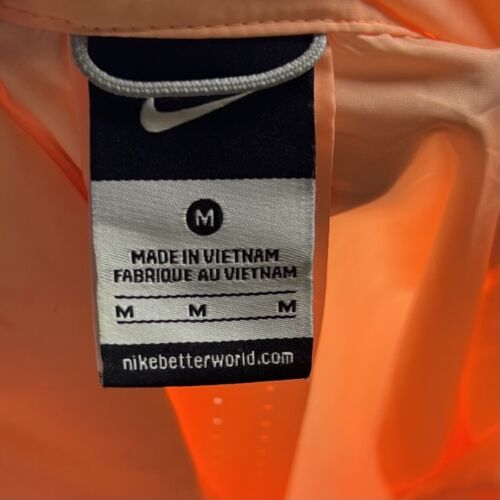 M
MADE IN VIETNAM
FABRIQUE AU VIETNAM
M M M
nikebetterworld.com